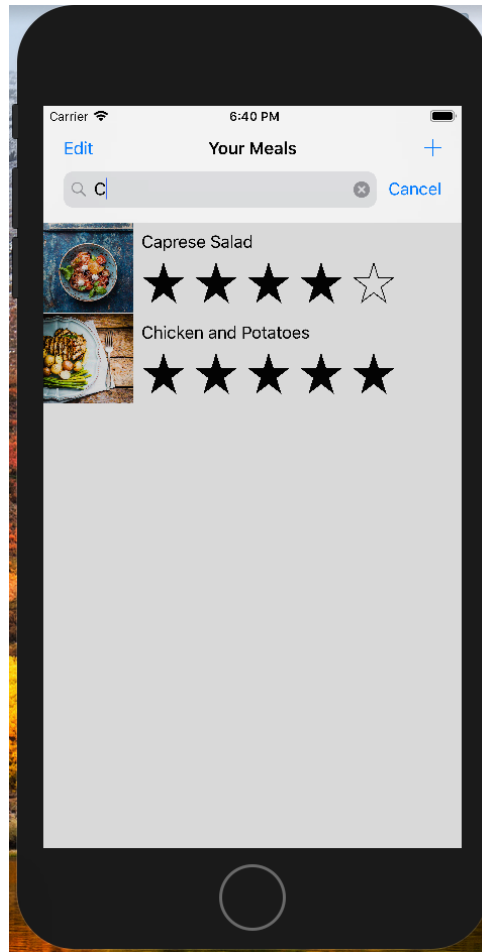 Carrier 6:40 PM
Edit Your Meals +
C Cancel
Caprese Salad
Chicken and Potatoes